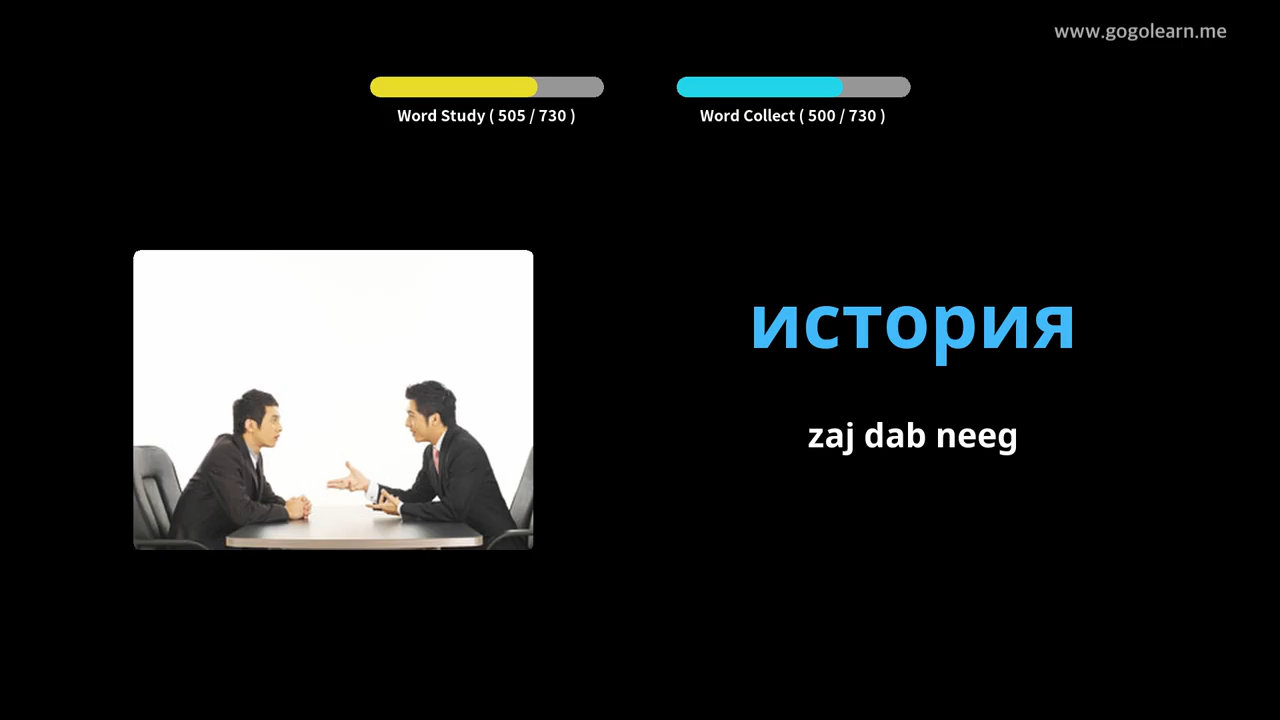 www.gogolearn.me
Word Study ( 505 / 730 )
Word Collect ( 500 / 730 )
история
zaj dab neeg